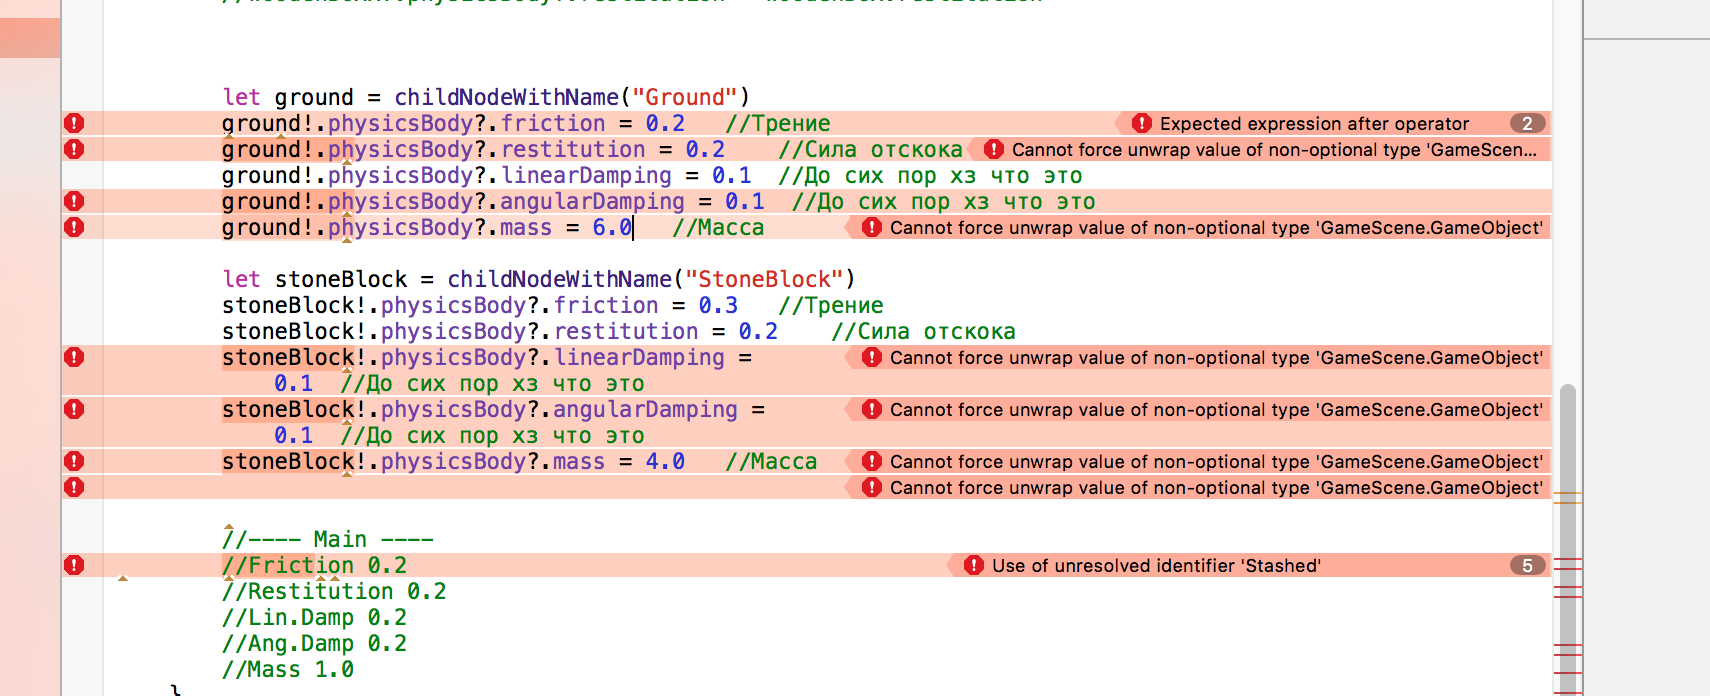 let ground = childNodeWithName("Ground")
ground!.physicsBody?.friction = 0.2   //Трение   Expected expression after operator   2
ground!.physicsBody?.restitution = 0.2    //Сила отскока   Cannot force unwrap value of non-optional type 'GameScen...
ground!.physicsBody?.linearDamping = 0.1  //До сих пор хз что это
ground!.physicsBody?.angularDamping = 0.1  //До сих пор хз что это
ground!.physicsBody?.mass = 6.0   //Масса   Cannot force unwrap value of non-optional type 'GameScene.GameObject'
let stoneBlock = childNodeWithName("StoneBlock")
stoneBlock!.physicsBody?.friction = 0.3   //Трение
stoneBlock!.physicsBody?.restitution = 0.2    //Сила отскока
stoneBlock!.physicsBody?.linearDamping =   Cannot force unwrap value of non-optional type 'GameScene.GameObject'
0.1  //До сих пор хз что это
stoneBlock!.physicsBody?.angularDamping =   Cannot force unwrap value of non-optional type 'GameScene.GameObject'
0.1  //До сих пор хз что это
stoneBlock!.physicsBody?.mass = 4.0   //Масса   Cannot force unwrap value of non-optional type 'GameScene.GameObject'
Cannot force unwrap value of non-optional type 'GameScene.GameObject'
//---- Main ----
//Friction 0.2   Use of unresolved identifier 'Stashed'   5
//Restitution 0.2
//Lin.Damp 0.2
//Ang.Damp 0.2
//Mass 1.0
}